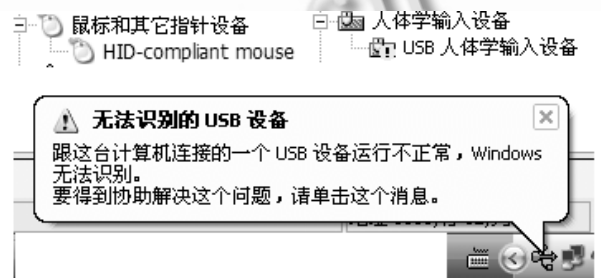 鼠标和其它指针设备
HID-compliant mouse
人体学输入设备
USB 人体学输入设备
无法识别的 USB 设备
跟这台计算机连接的一个 USB 设备运行不正常，Windows
无法识别。
要得到协助解决这个问题，请单击这个消息。